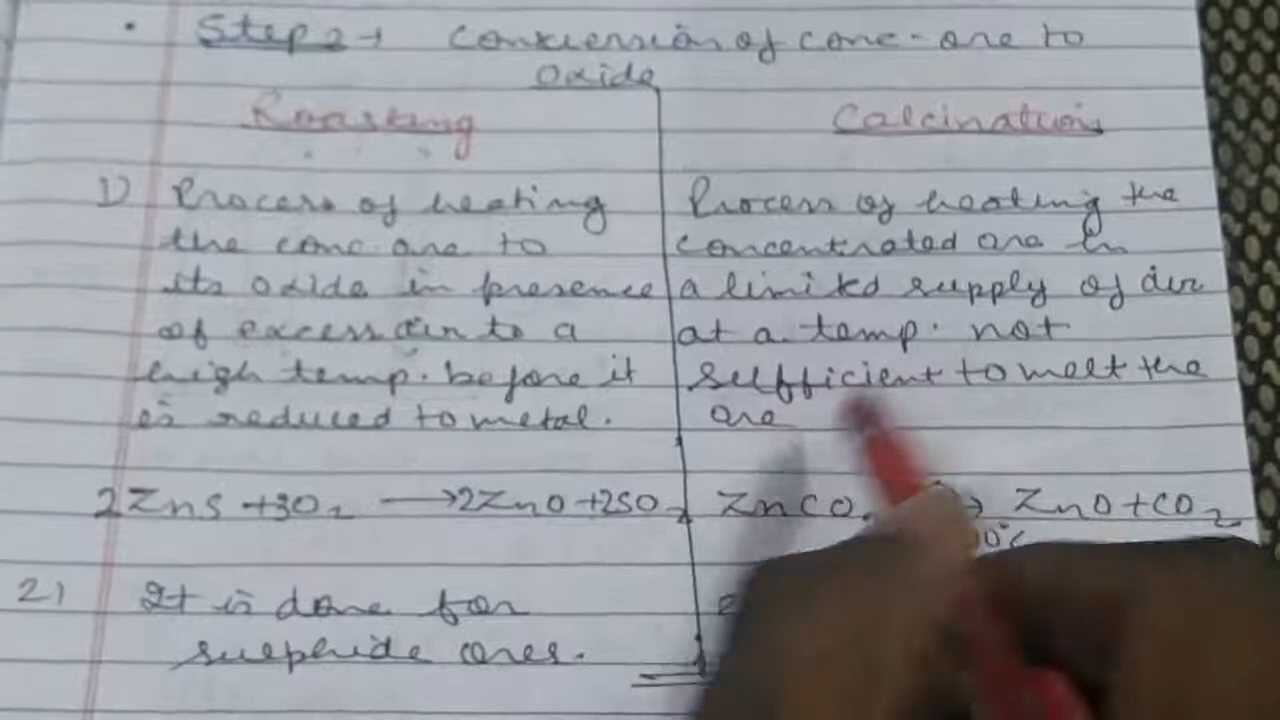 • Step 2 → Conversion of conc. ore to
oxide
Roasting
1) Process of heating
the conc ore to
its oxide in presence
of excess air to a
high temp. before it
is reduced to metal.
2ZnS + 3O2 → 2ZnO + 2SO2
2) It is done for
sulphide ores.
Calcination
Process of heating the
concentrated ore in
a limited supply of air
at a temp. not
sufficient to melt the
ore
ZnCO → ZnO + CO2
0°C